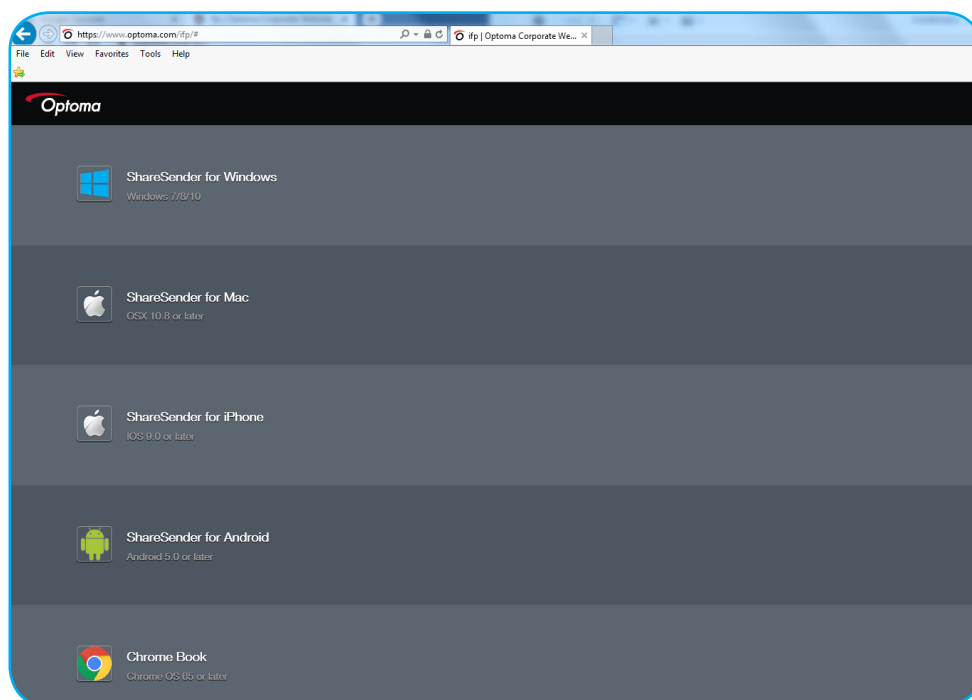 https://www.optoma.com/ifp/#
ifp | Optoma Corporate We...
File Edit View Favorites Tools Help
Optoma
ShareSender for Windows
Windows 7/8/10
ShareSender for Mac
OSX 10.8 or later
ShareSender for iPhone
IOS 9.0 or later
ShareSender for Android
Android 5.0 or later
Chrome Book
Chrome OS 65 or later